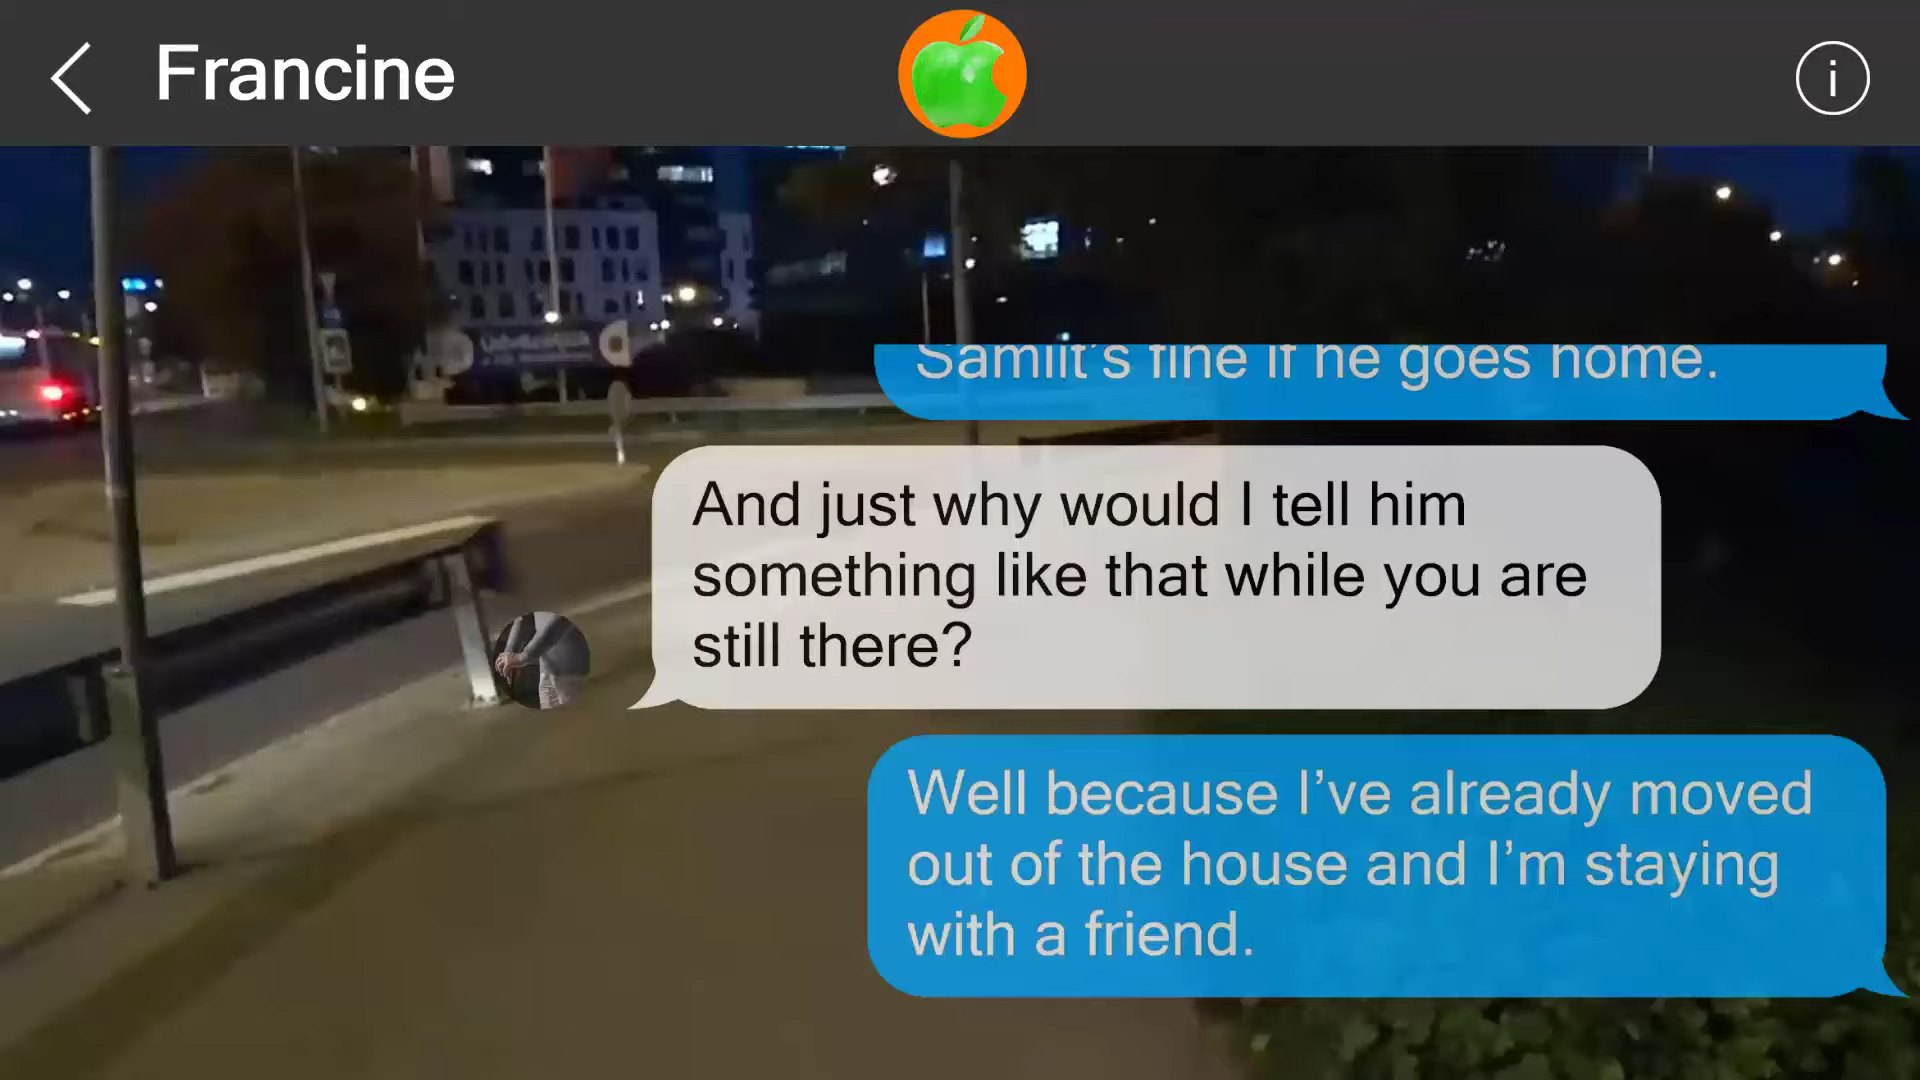 Francine
i
Samiit's fine if he goes home.
And just why would I tell him
something like that while you are
still there?
Well because I've already moved
out of the house and I'm staying
with a friend.